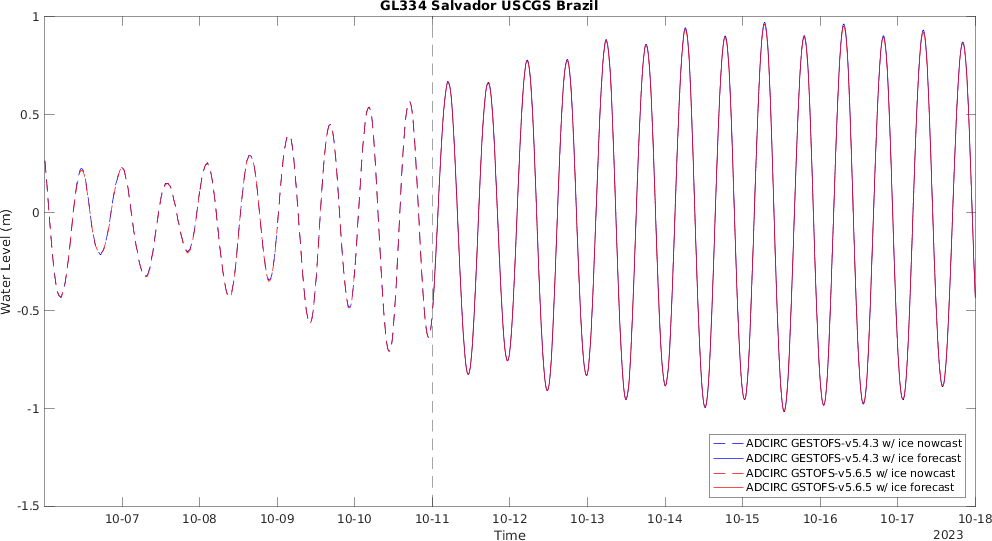 GL334 Salvador USCGS Brazil
1
0.5
0
-0.5
-1
-1.5
Water Level (m)
ADCIRC GESTOFS-v5.4.3 w/ ice nowcast
ADCIRC GESTOFS-v5.4.3 w/ ice forecast
ADCIRC GSTOFS-v5.6.5 w/ ice nowcast
ADCIRC GSTOFS-v5.6.5 w/ ice forecast
10-07 10-08 10-09 10-10 10-11 10-12 10-13 10-14 10-15 10-16 10-17 10-18
Time
2023